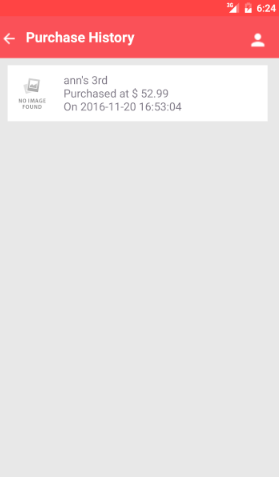 3G 6:24
Purchase History
ann's 3rd
Purchased at $ 52.99
On 2016-11-20 16:53:04
NO IMAGE
FOUND